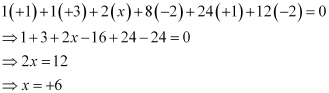 1(+1)+1(+3)+2(x)+8(-2)+24(+1)+12(-2)=0
⇒1+3+2x-16+24-24=0
⇒2x=12
⇒x=+6